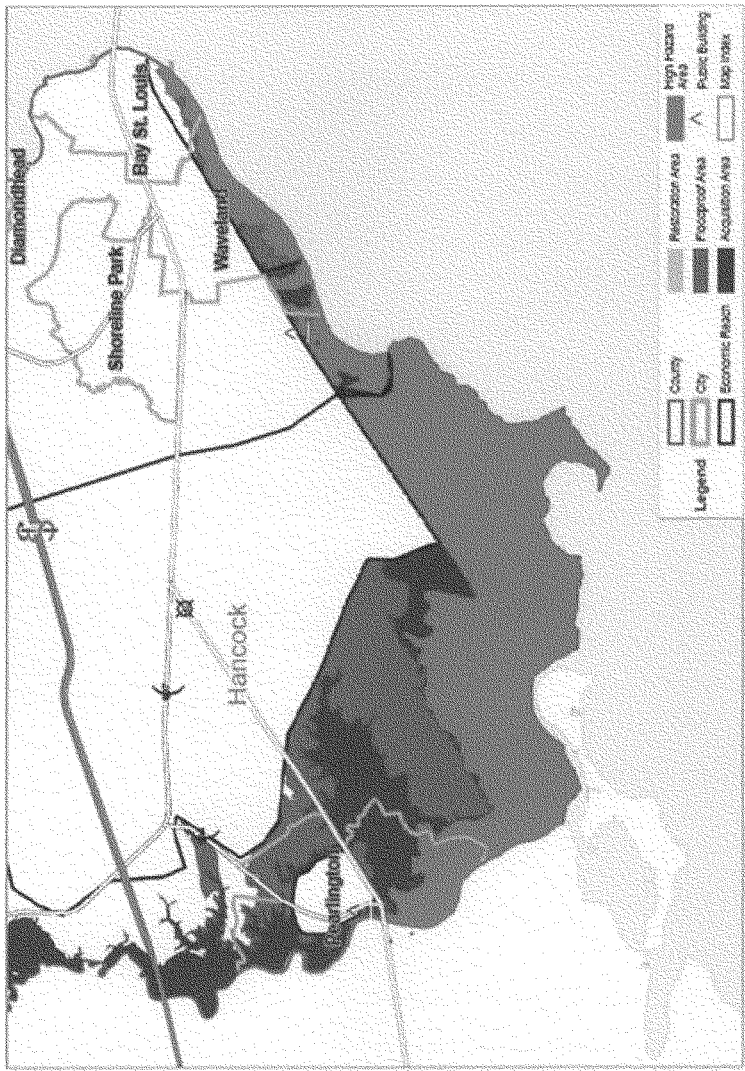 Diamondhead
Bay St. Louis
Shoreline Park
Waveland
Hancock
Pearlington
Legend
County
City
Economic Reach
Restoration Area
Floodproof Area
Acquisition Area
High Hazard
Area
Public Building
Map Index